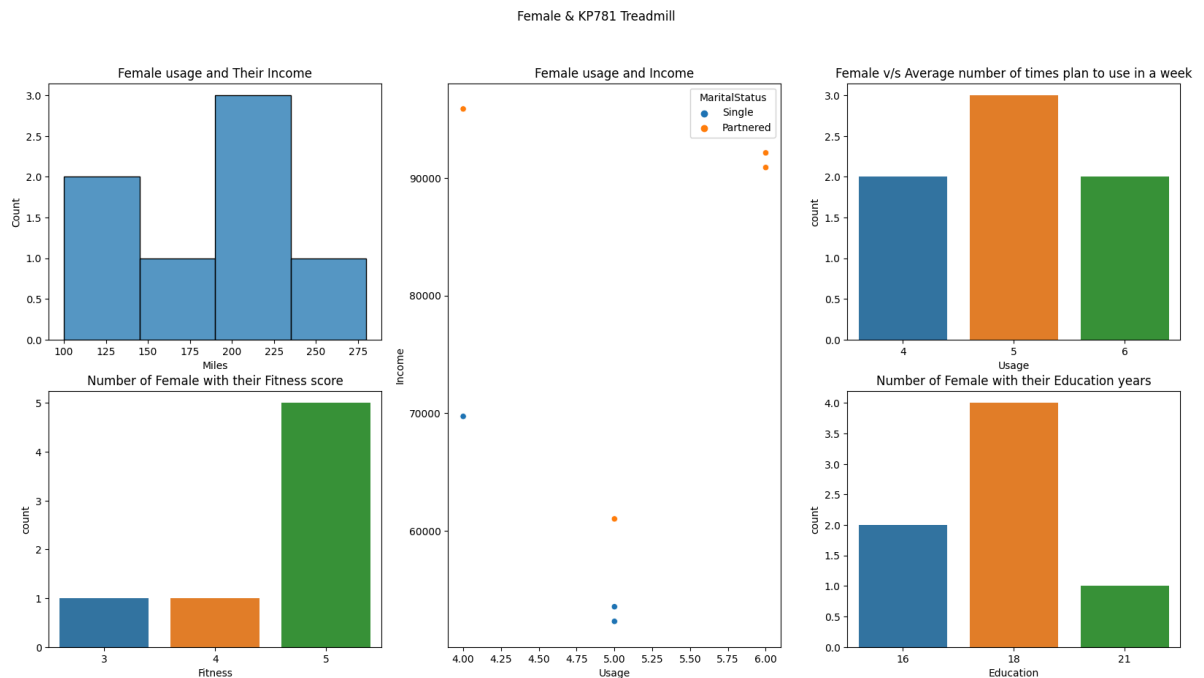 Female & KP781 Treadmill
Female usage and Their Income
3.0
2.5
2.0
1.5
1.0
0.5
0.0
Count
100 125 150 175 200 225 250 275
Miles
Number of Female with their Fitness score
5
4
3
2
1
0
count
3 4 5
Fitness
Female usage and Income
MaritalStatus
Single
Partnered
90000
80000
70000
60000
Income
4.00 4.25 4.50 4.75 5.00 5.25 5.50 5.75 6.00
Usage
Female v/s Average number of times plan to use in a week
3.0
2.5
2.0
1.5
1.0
0.5
0.0
count
4 5 6
Usage
Number of Female with their Education years
4.0
3.5
3.0
2.5
2.0
1.5
1.0
0.5
0.0
count
16 18 21
Education